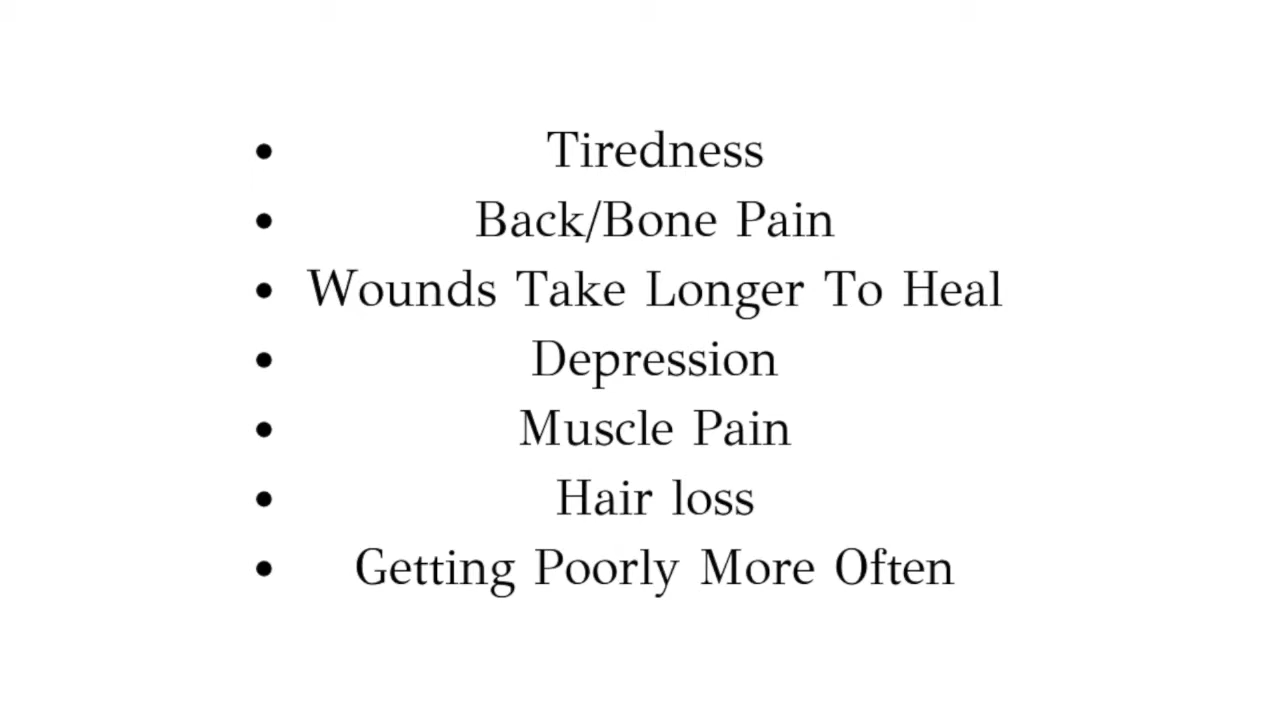 • Tiredness
• Back/Bone Pain
• Wounds Take Longer To Heal
• Depression
• Muscle Pain
• Hair loss
• Getting Poorly More Often